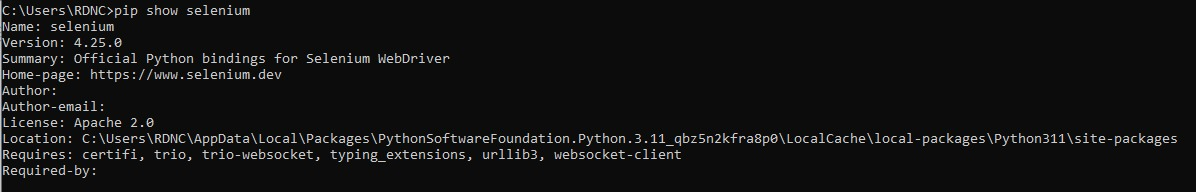 C:\Users\RDNC>pip show selenium
Name: selenium
Version: 4.25.0
Summary: Official Python bindings for Selenium WebDriver
Home-page: https://www.selenium.dev
Author:
Author-email:
License: Apache 2.0
Location: C:\Users\RDNC\AppData\Local\Packages\PythonSoftwareFoundation.Python.3.11_qbz5n2kfra8p0\LocalCache\local-packages\Python311\site-packages
Requires: certifi, trio, trio-websocket, typing_extensions, urllib3, websocket-client
Required-by: